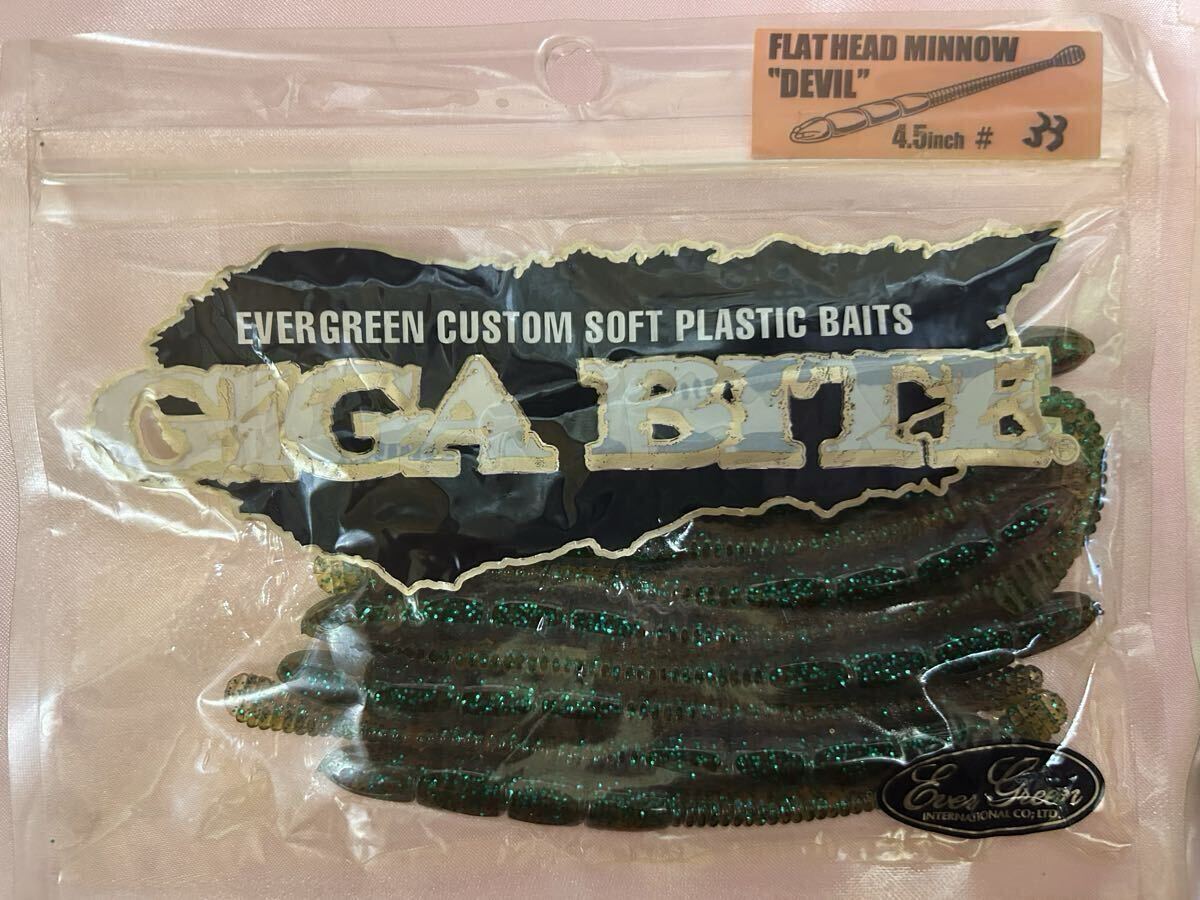 FLAT HEAD MINNOW
"DEVIL"
4.5inch # 33
EVERGREEN CUSTOM SOFT PLASTIC BAITS
GIGA BITE
Ever Green
INTERNATIONAL CO; LTD.